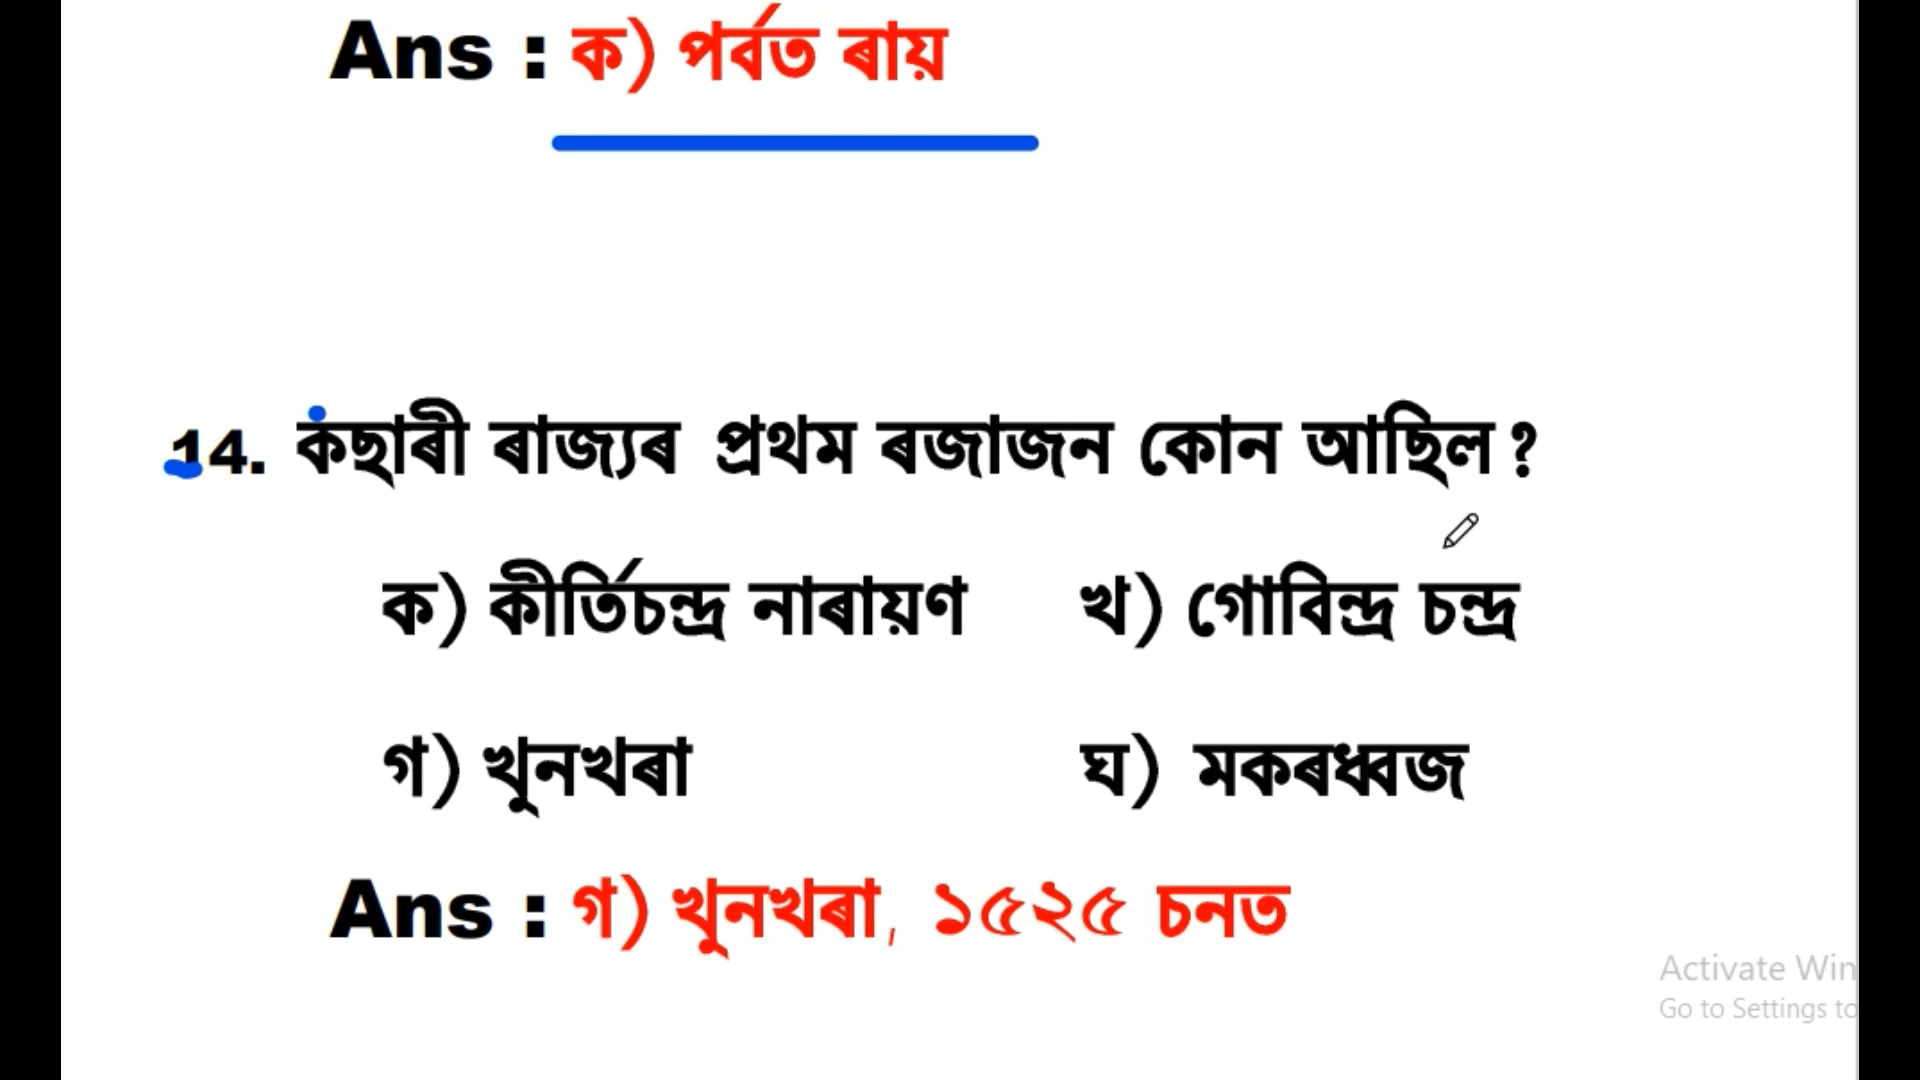 Ans : ক) পৰ্বত ৰায়
14. কছাৰী ৰাজ্যৰ প্ৰথম ৰজাজন কোন আছিল ?
ক) কীৰ্তিচন্দ্ৰ নাৰায়ণ খ) গোবিন্দ্ৰ চন্দ্ৰ
গ) খুনখৰা ঘ) মকৰধ্বজ
Ans : গ) খুনখৰা, ১৫২৫ চনত
Activate Win
Go to Settings to